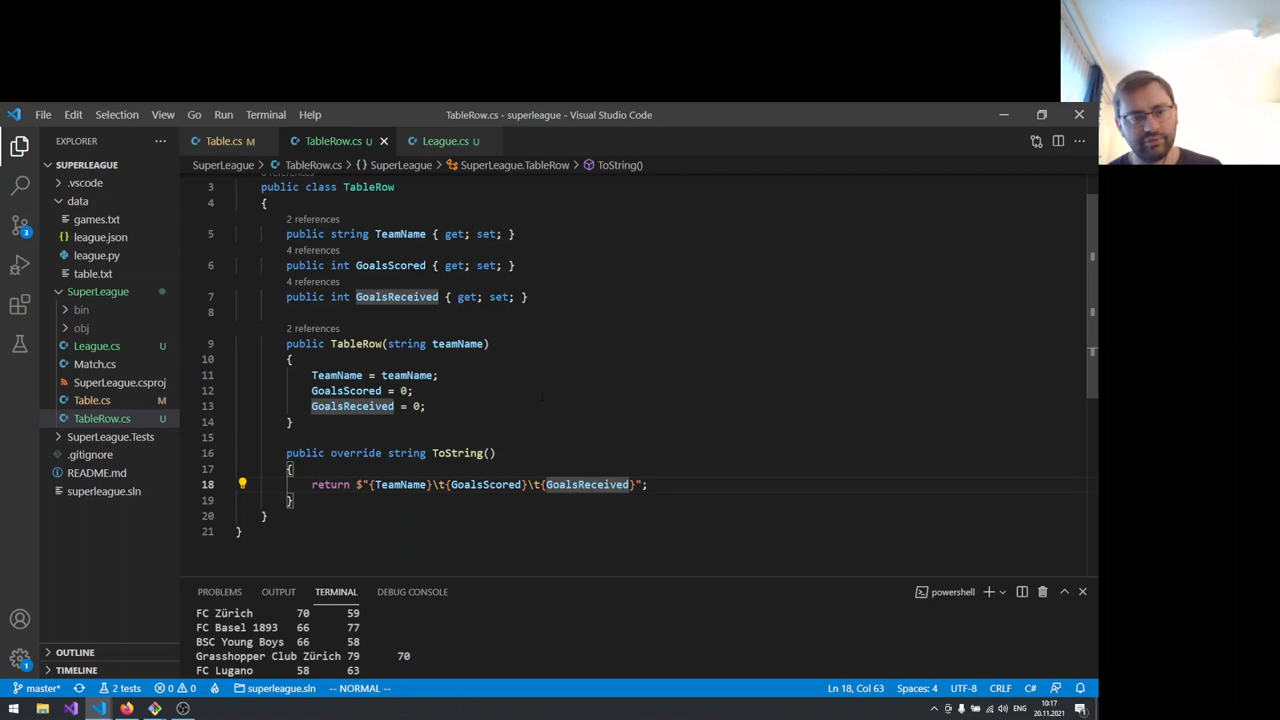 File Edit Selection View Go Run Terminal Help TableRow.cs - superleague - Visual Studio Code
EXPLORER
Table.cs M TableRow.cs U League.cs U
SuperLeague > TableRow.cs > {} SuperLeague > SuperLeague.TableRow > ToString()
SUPERLEAGUE
.vscode
data
games.txt
league.json
league.py
table.txt
SuperLeague
bin
obj
League.cs U
Match.cs
SuperLeague.csproj
Table.cs M
TableRow.cs U
SuperLeague.Tests
.gitignore
README.md
superleague.sln
OUTLINE
TIMELINE
3
1
3 public class TableRow
4 {
2 references
5 public string TeamName { get; set; }
4 references
6 public int GoalsScored { get; set; }
4 references
7 public int GoalsReceived { get; set; }
8
2 references
9 public TableRow(string teamName)
10 {
11 TeamName = teamName;
12 GoalsScored = 0;
13 GoalsReceived = 0;
14 }
15
16 public override string ToString()
17 {
18 return $"{TeamName}\t{GoalsScored}\t{GoalsReceived}";
19 }
20 }
21 }
PROBLEMS OUTPUT TERMINAL DEBUG CONSOLE powershell
FC Zürich 70 59
FC Basel 1893 66 77
BSC Young Boys 66 58
Grasshopper Club Zürich 79 70
FC Lugano 58 63
master* 2 tests 0 0 superleague.sln -- NORMAL -- Ln 18, Col 63 Spaces: 4 UTF-8 CRLF C#
ENG 10:17
20.11.2021
1